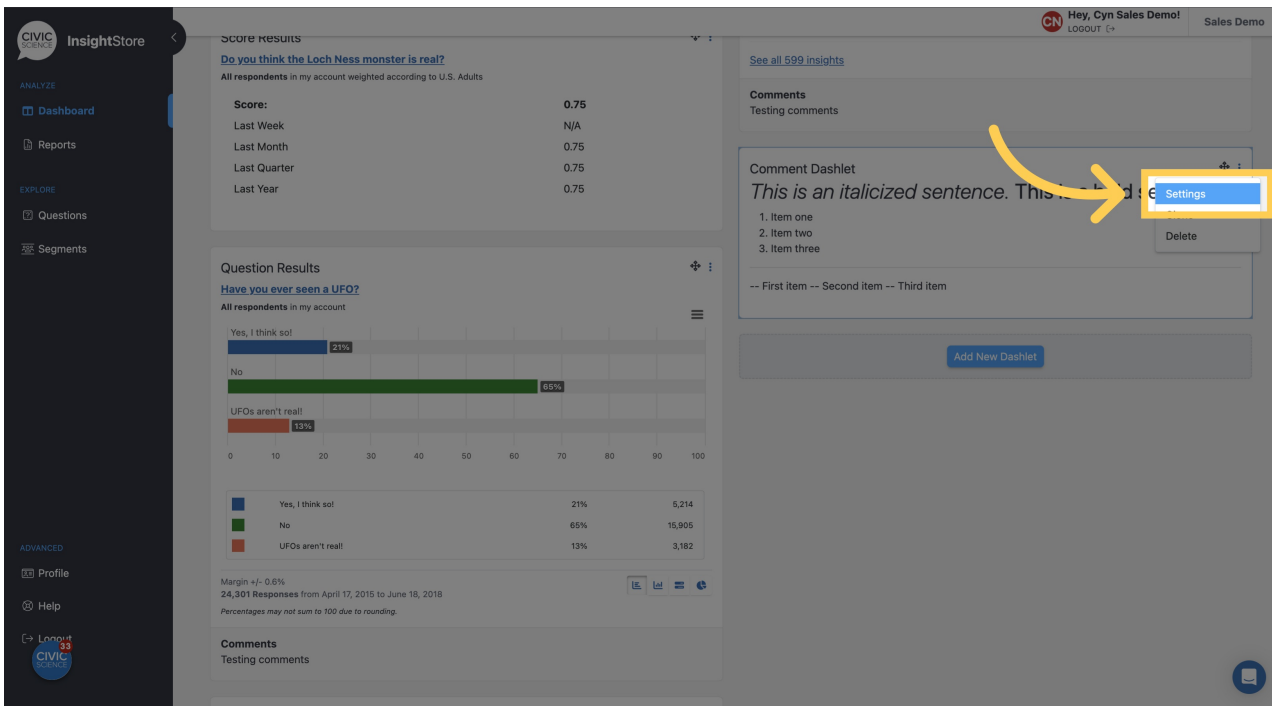 CIVIC
SCIENCE
InsightStore
ANALYZE
Dashboard
Reports
EXPLORE
Questions
Segments
ADVANCED
Profile
Help
Logout
33
CIVIC
SCIENCE
CN
Hey, Cyn Sales Demo!
LOGOUT
Sales Demo
Score Results
Do you think the Loch Ness monster is real?
All respondents in my account weighted according to U.S. Adults
Score: 0.75
Last Week N/A
Last Month 0.75
Last Quarter 0.75
Last Year 0.75
Question Results
Have you ever seen a UFO?
All respondents in my account
Yes, I think so!
21%
No
65%
UFOs aren't real!
13%
0 10 20 30 40 50 60 70 80 90 100
Yes, I think so! 21% 5,214
No 65% 15,905
UFOs aren't real! 13% 3,182
Margin +/- 0.6%
24,301 Responses from April 17, 2015 to June 18, 2018
Percentages may not sum to 100 due to rounding.
Comments
Testing comments
See all 599 insights
Comments
Testing comments
Comment Dashlet
This is an italicized sentence. This is a
1. Item one
2. Item two
3. Item three
-- First item -- Second item -- Third item
Settings
Delete
Add New Dashlet